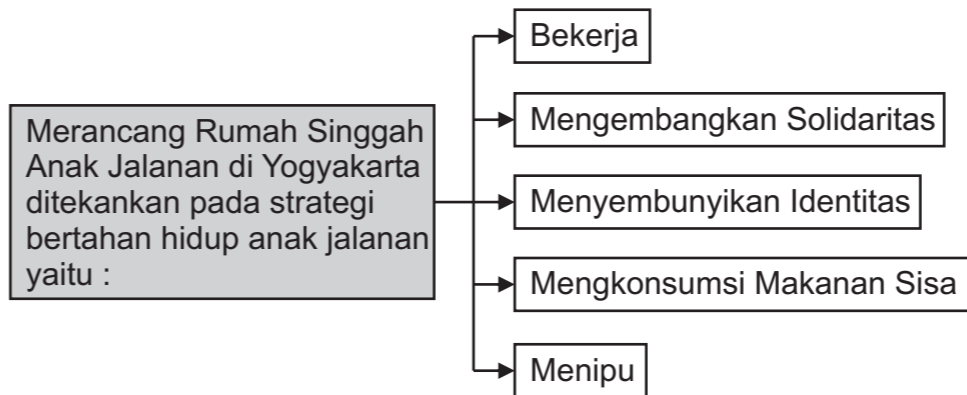 Merancang Rumah Singgah
Anak Jalanan di Yogyakarta
ditekankan pada strategi
bertahan hidup anak jalanan
yaitu :
Bekerja
Mengembangkan Solidaritas
Menyembunyikan Identitas
Mengkonsumsi Makanan Sisa
Menipu